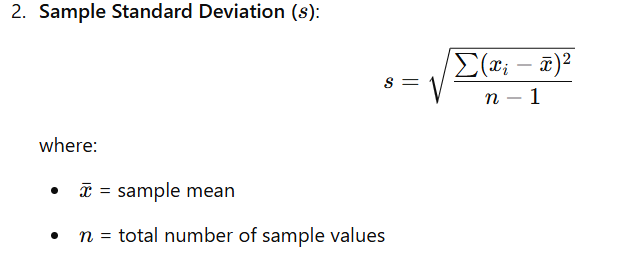 2. Sample Standard Deviation (s):
s = √(∑(xᵢ − x̄)² / (n − 1))
where:
• x̄ = sample mean
• n = total number of sample values